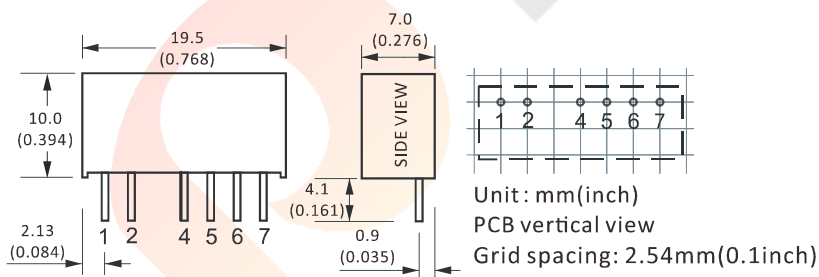 19.5
(0.768)
7.0
(0.276)
10.0
(0.394)
SIDE VIEW
1 2 4 5 6 7
4.1
(0.161)
2.13
(0.084)
1 2 4 5 6 7
0.9
(0.035)
Unit: mm(inch)
PCB vertical view
Grid spacing: 2.54mm(0.1inch)